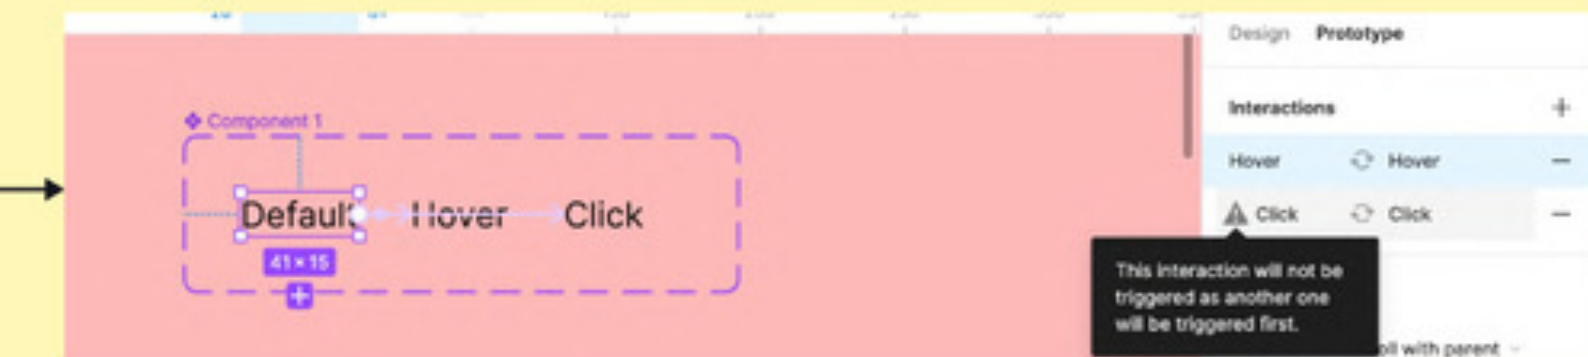 Design Prototype
Component 1
Interactions
Hover Hover
Default Hover Click
Click Click
41 × 15
This interaction will not be
triggered as another one
will be triggered first.
oll with parent